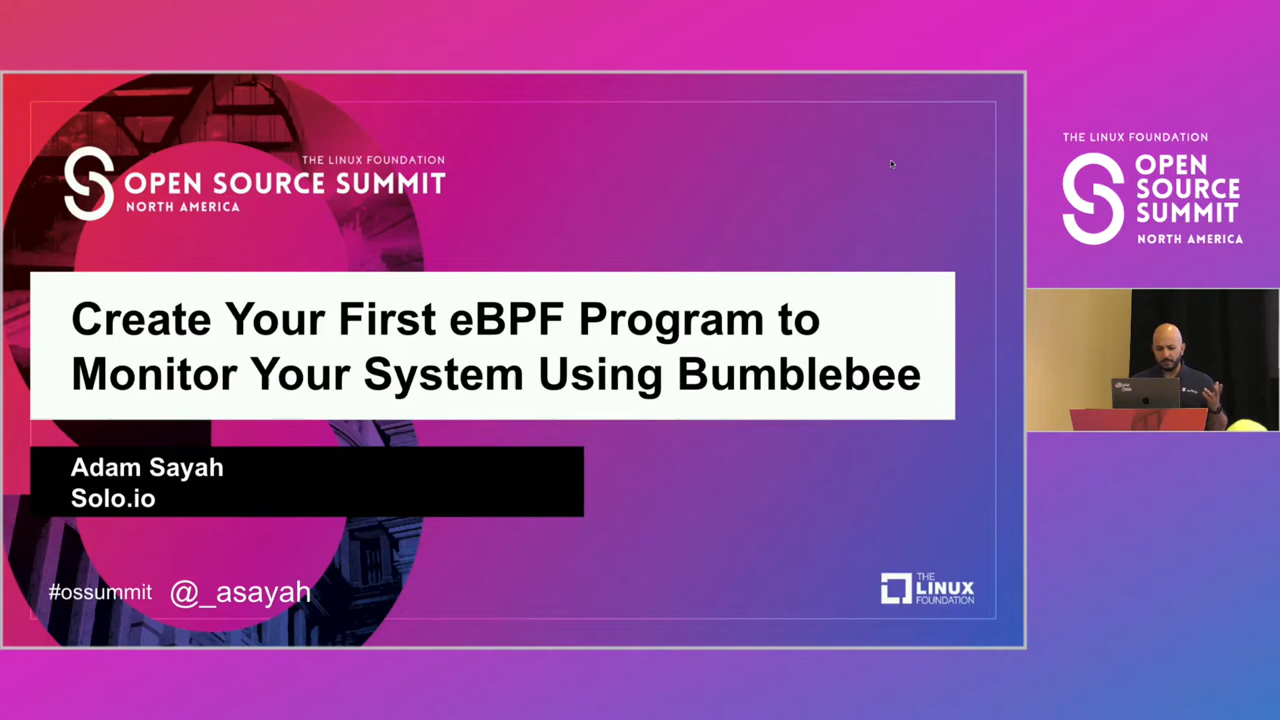 THE LINUX FOUNDATION
OPEN SOURCE SUMMIT
NORTH AMERICA
Create Your First eBPF Program to
Monitor Your System Using Bumblebee
Adam Sayah
Solo.io
#ossummit @_asayah
THE
LINUX
FOUNDATION
THE LINUX FOUNDATION
OPEN
SOURCE
SUMMIT
NORTH AMERICA